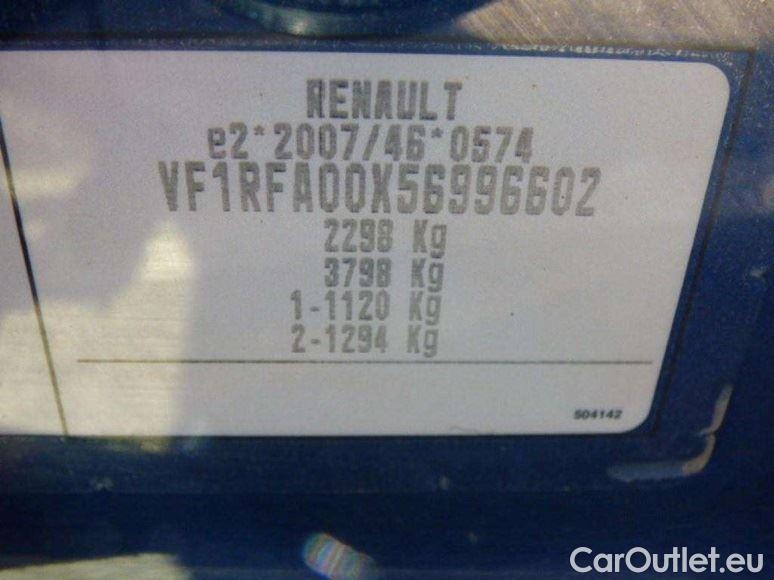 RENAULT
e2*2007/46*0574
VF1RFA00X56996602
2298 Kg
3798 Kg
1-1120 Kg
2-1294 Kg
504142
CarOutlet.eu